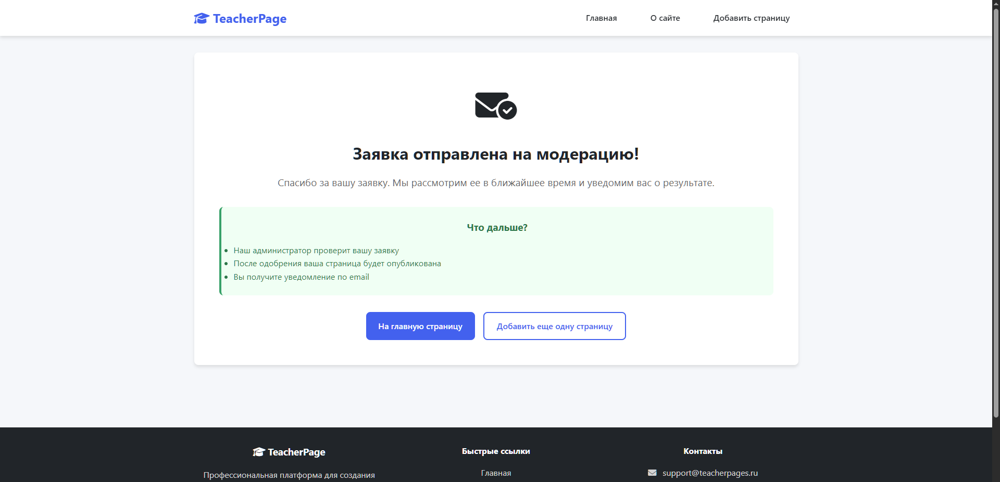 TeacherPage
Главная
О сайте
Добавить страницу
Заявка отправлена на модерацию!
Спасибо за вашу заявку. Мы рассмотрим ее в ближайшее время и уведомим вас о результате.
Что дальше?
Наш администратор проверит вашу заявку
После одобрения ваша страница будет опубликована
Вы получите уведомление по email
На главную страницу
Добавить еще одну страницу
TeacherPage
Профессиональная платформа для создания
Быстрые ссылки
Главная
Контакты
support@teacherpages.ru